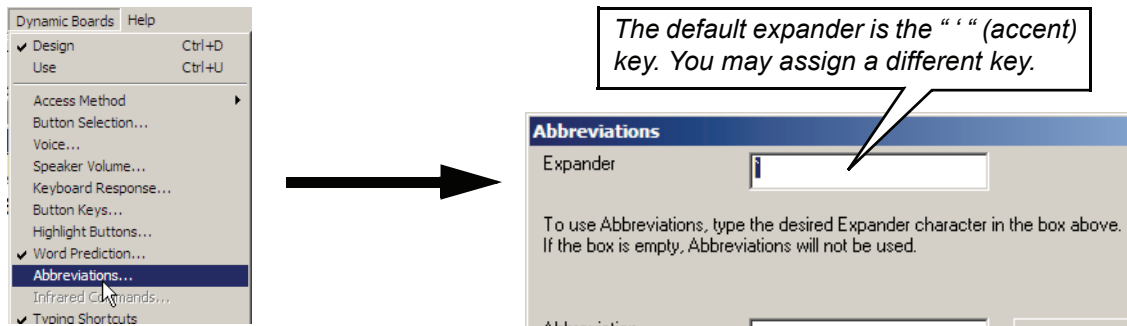 Dynamic Boards Help
Design Ctrl+D
Use Ctrl+U
Access Method
Button Selection...
Voice...
Speaker Volume...
Keyboard Response...
Button Keys...
Highlight Buttons...
Word Prediction...
Abbreviations...
Infrared Commands...
Typing Shortcuts
The default expander is the “ ‘ “ (accent)
key. You may assign a different key.
Abbreviations
Expander `
To use Abbreviations, type the desired Expander character in the box above.
If the box is empty, Abbreviations will not be used.
Abbreviation